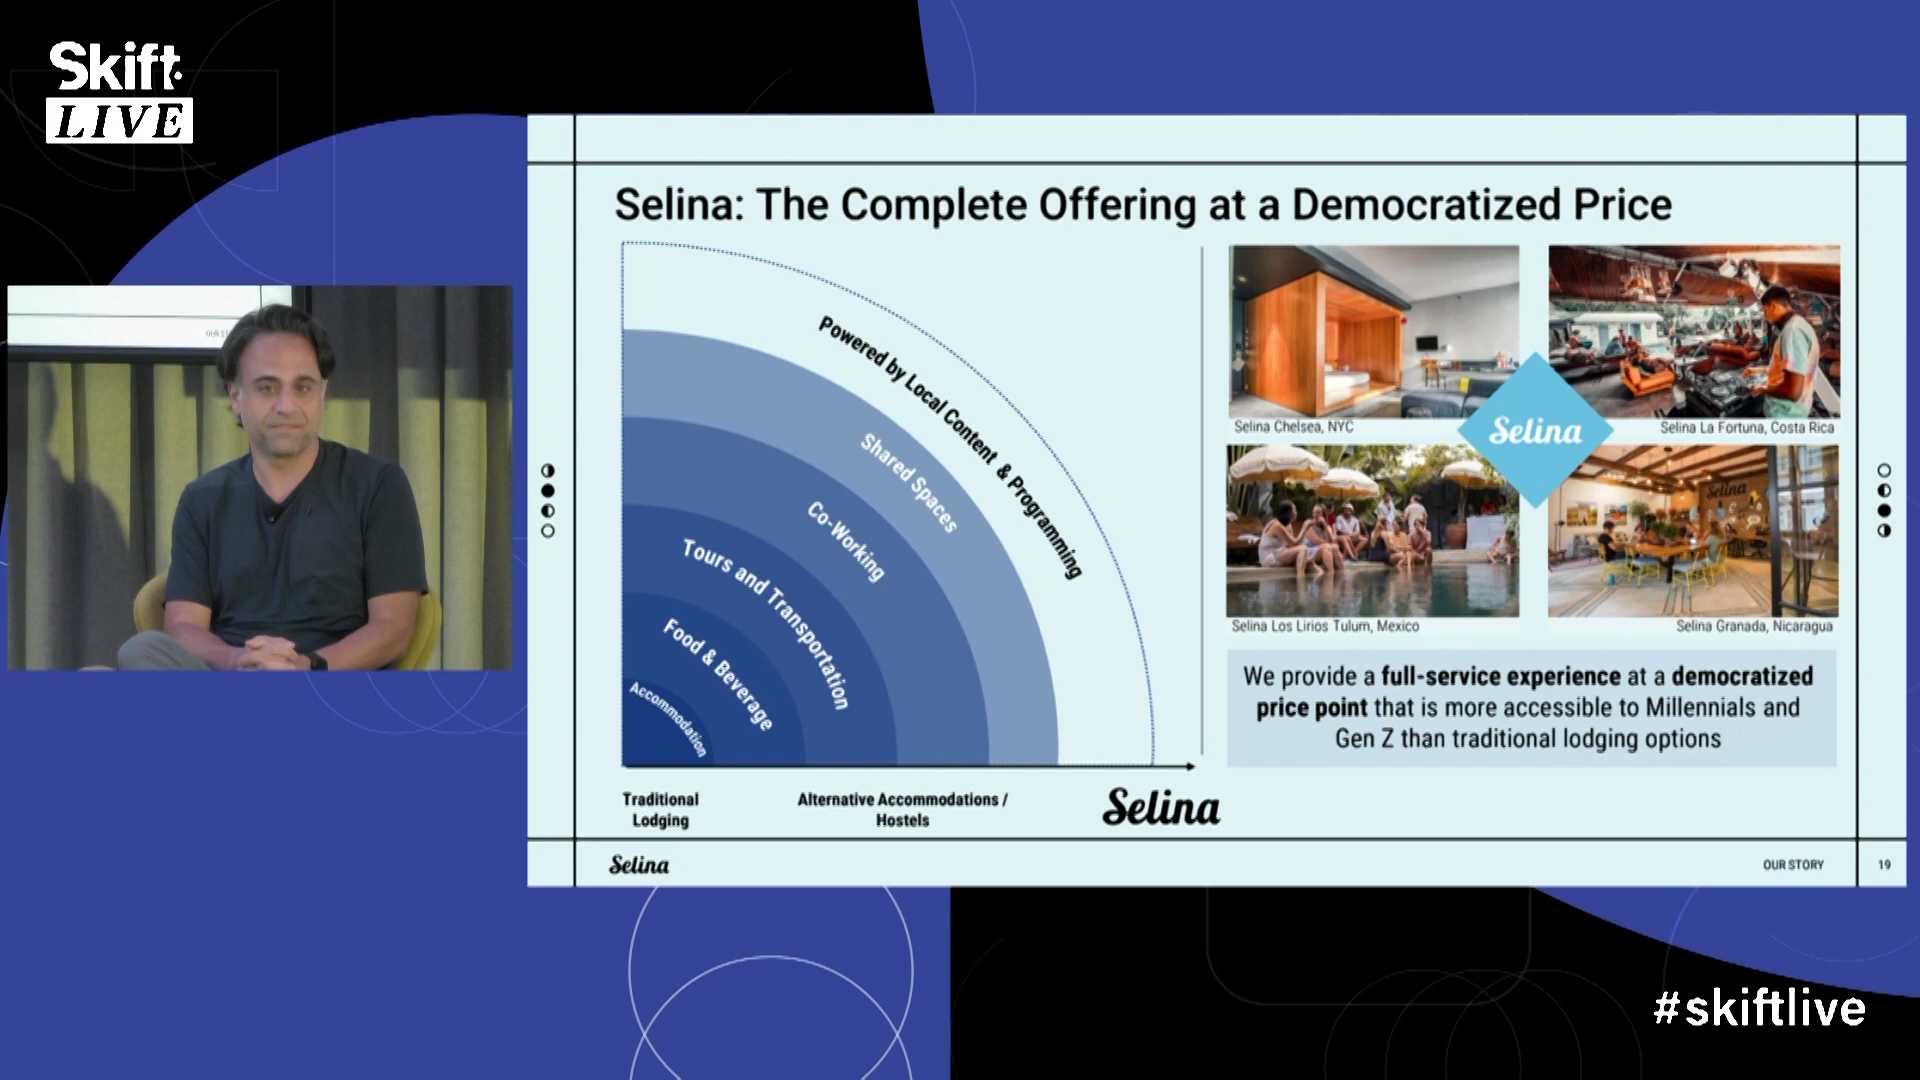 Skift
LIVE
Selina: The Complete Offering at a Democratized Price
Powered by Local Content & Programming
Shared Spaces
Co-Working
Tours and Transportation
Food & Beverage
Accommodation
Traditional
Lodging
Alternative Accommodations /
Hostels
Selina
Selina Chelsea, NYC
Selina La Fortuna, Costa Rica
Selina
Selina
Selina Los Lirios Tulum, Mexico
Selina Granada, Nicaragua
We provide a full-service experience at a democratized
price point that is more accessible to Millennials and
Gen Z than traditional lodging options
Selina
OUR STORY
19
#skiftlive